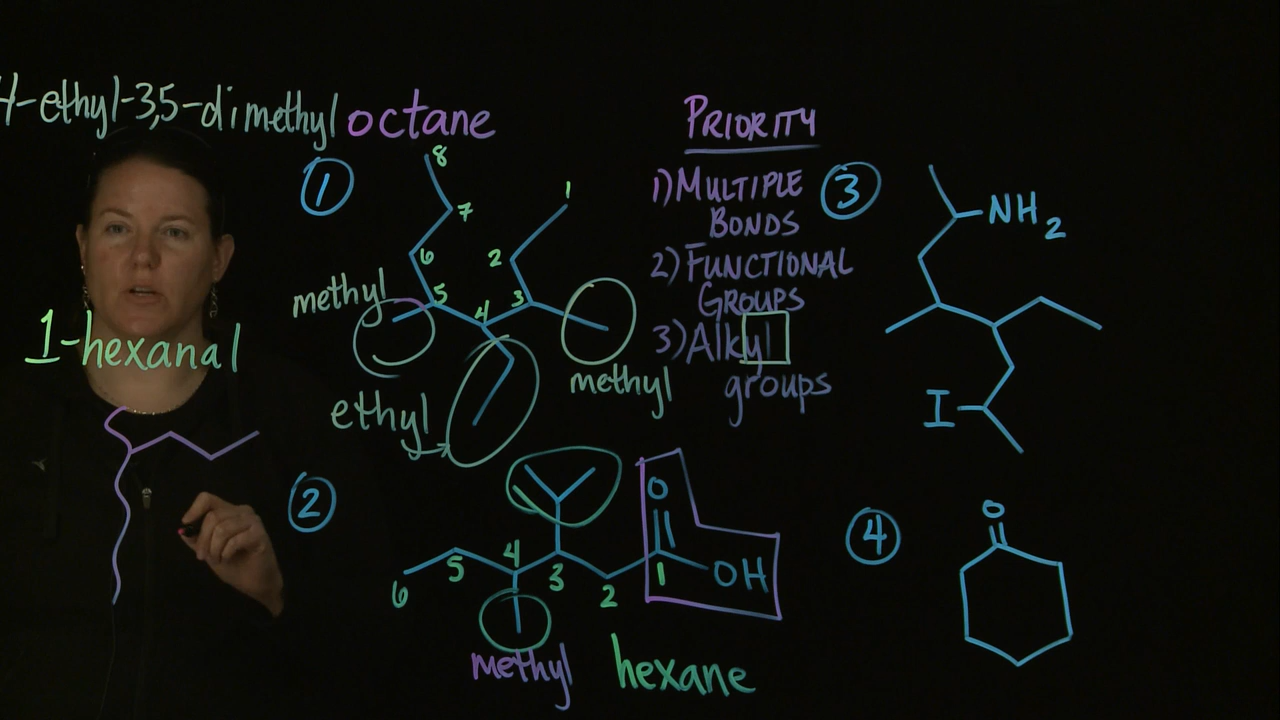 4-ethyl-3,5-dimethyl octane
PRIORITY
1) MULTIPLE
BONDS
2) FUNCTIONAL
GROUPS
3) Alkyl
groups
1
8
7
6
5
4
3
2
1
methyl
ethyl
methyl
1-hexanal
2
O
OH
6
5
4
3
2
1
methyl
hexane
3
NH2
I
4
O